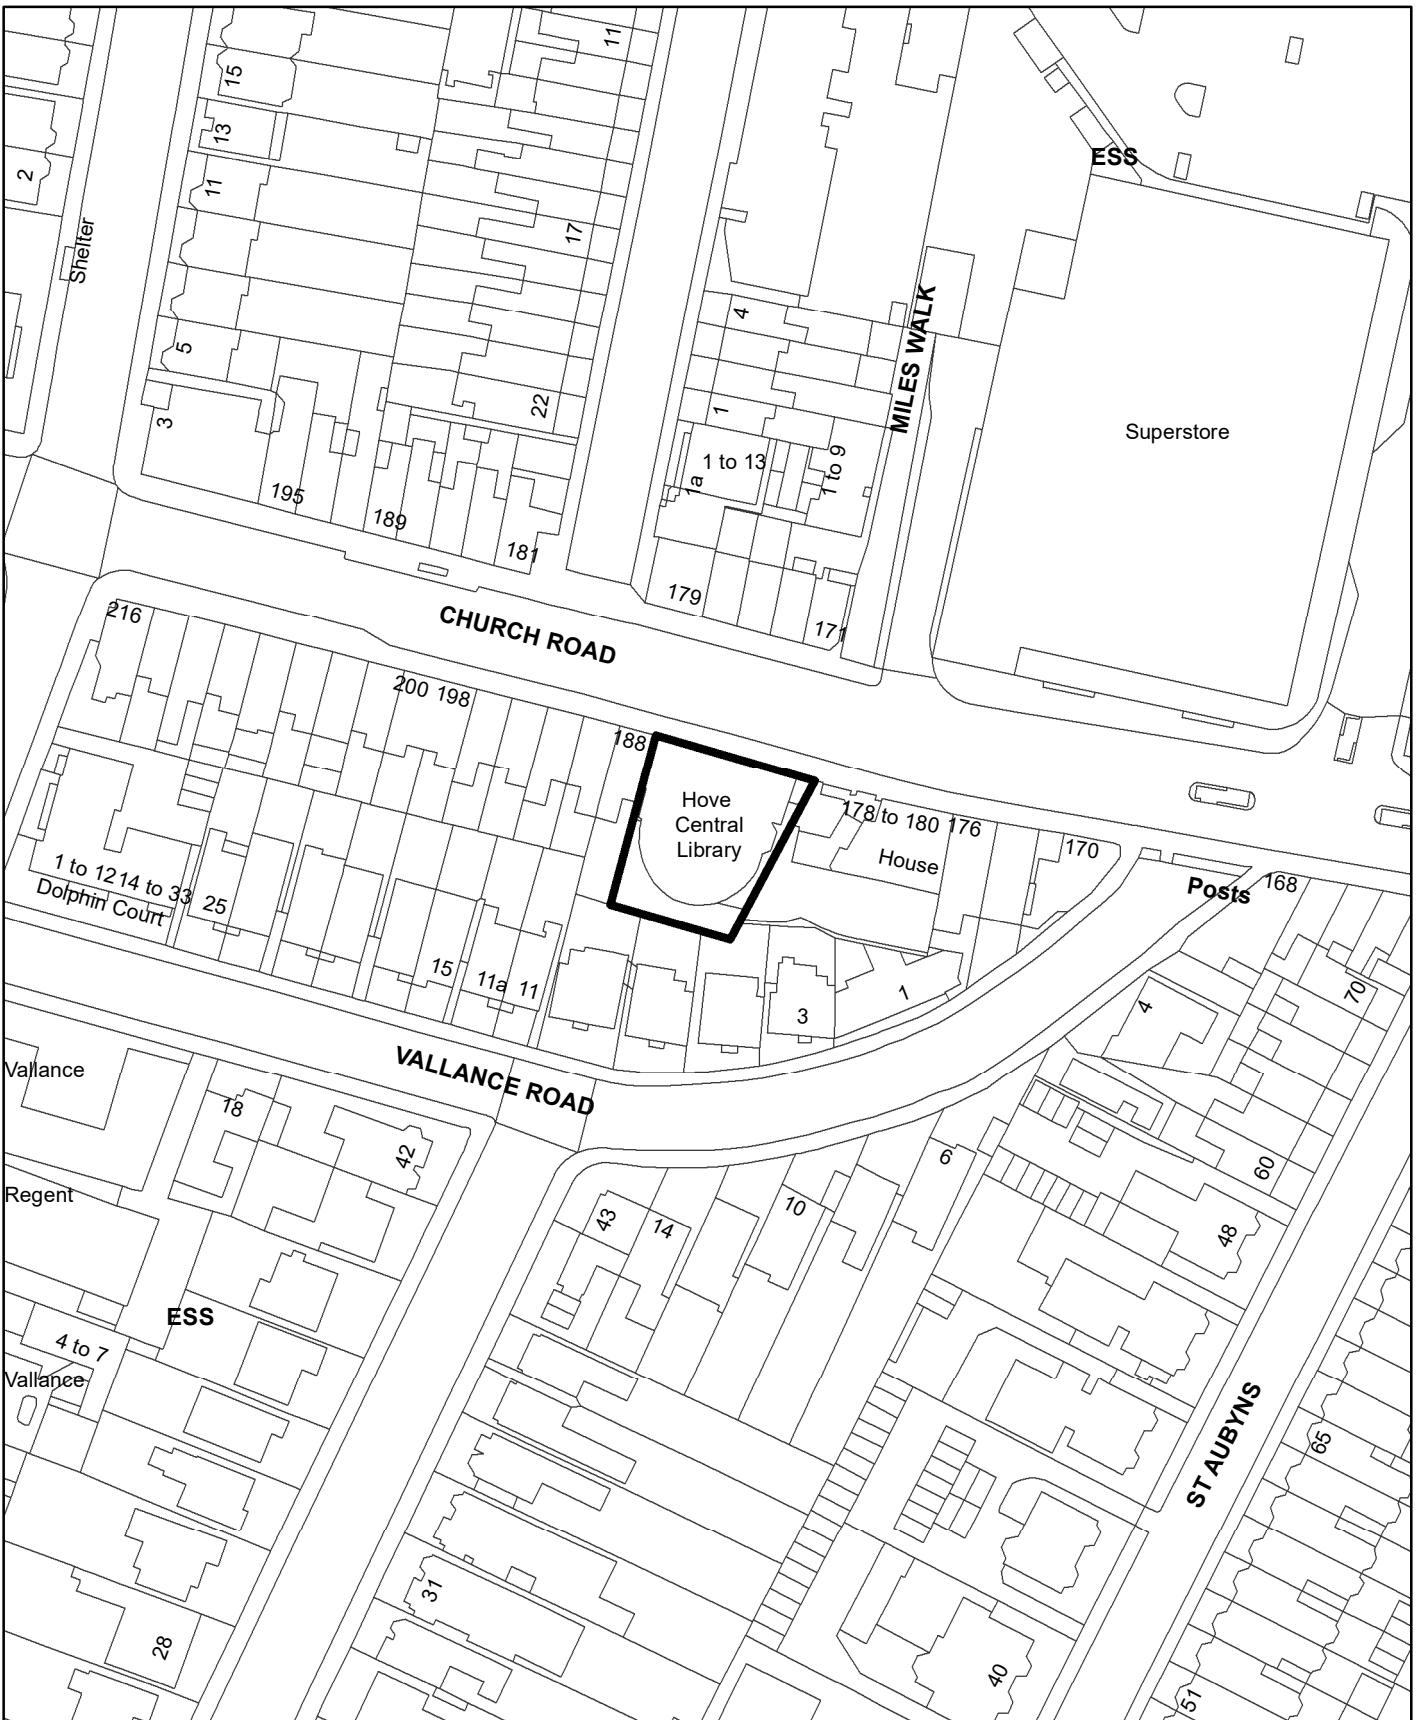 11
15
13
11
2
ESS
17
Shelter
4
5
MILES WALK
22
1
3
Superstore
1 to 13
1 to 9
1a
195
189
181
179
171
216
CHURCH ROAD
200 198
188
Hove
Central
Library
178 to 180 176
House
170
Posts
168
1 to 12
14 to 33
Dolphin Court
25
15
11a
11
3
1
4
70
VALLANCE ROAD
Vallance
18
42
6
60
Regent
43
14
10
48
ESS
4 to 7
Vallance
ST AUBYNS
65
31
28
40
51